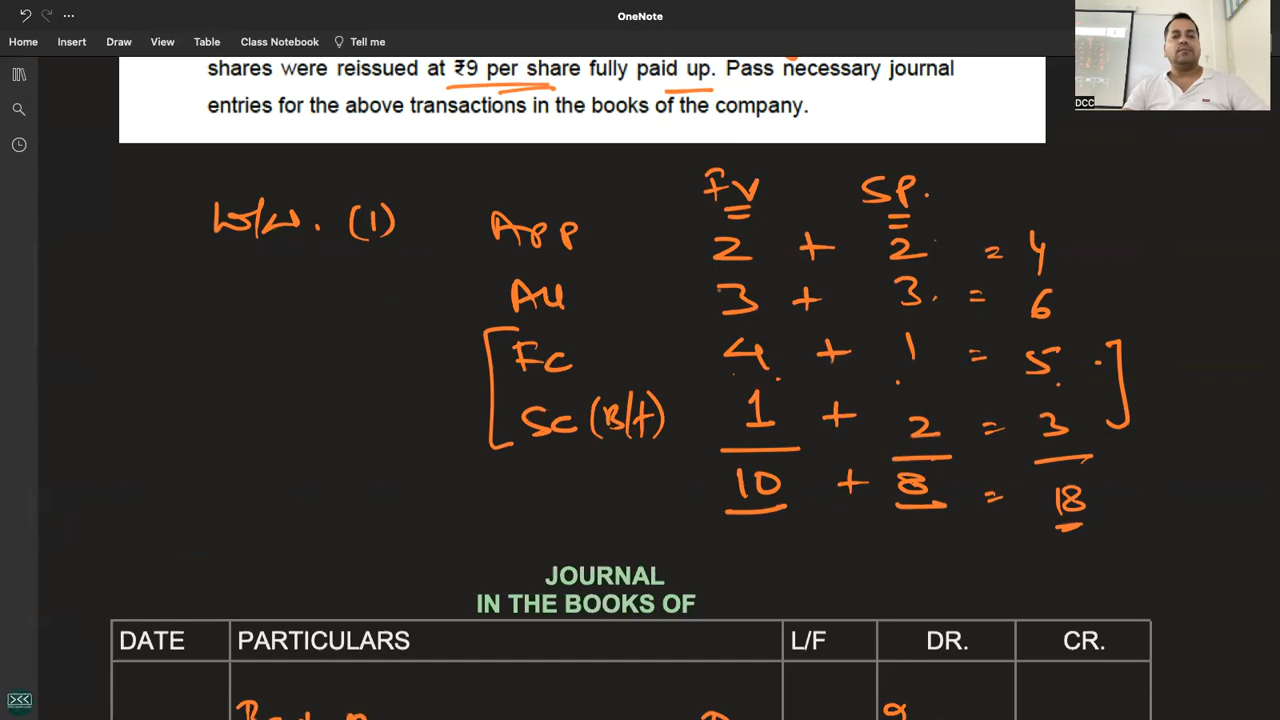 OneNote
Home Insert Draw View Table Class Notebook Tell me
DCC
shares were reissued at ₹9 per share fully paid up. Pass necessary journal
entries for the above transactions in the books of the company.
FV SP.
W/W. (1) App 2 + 2 = 4
All 3 + 3. = 6
Fc 4 + 1 = 5
Sc (B/f) 1 + 2 = 3
10 + 8 = 18
JOURNAL
IN THE BOOKS OF
DATE PARTICULARS L/F DR. CR.